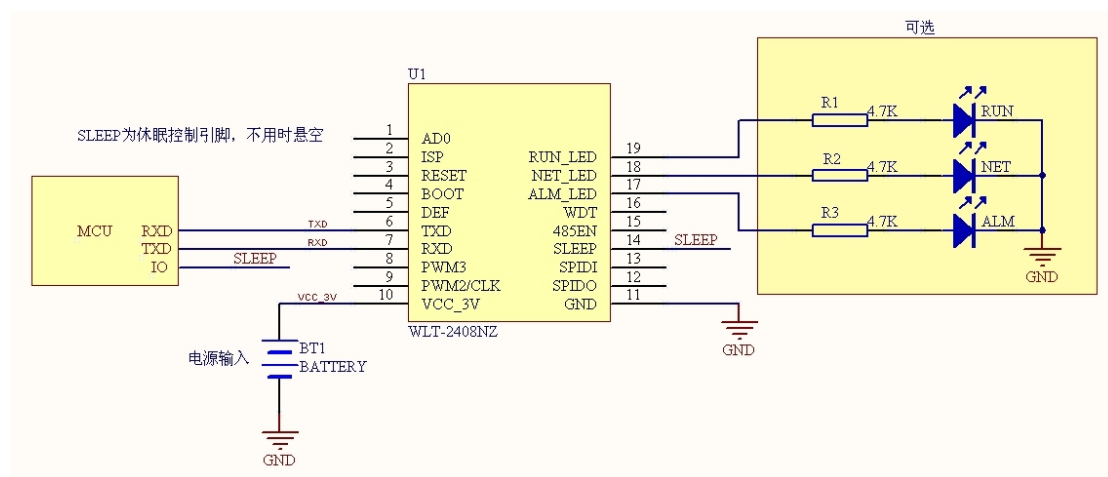 可选
U1
SLEEP为休眠控制引脚，不用时悬空
1 AD0
2 ISP
3 RESET
4 BOOT
5 DEF
6 TXD
7 RXD
8 PWM3
9 PWM2/CLK
10 VCC_3V
RUN_LED 19
NET_LED 18
ALM_LED 17
WDT 16
485EN 15
SLEEP 14 SLEEP
SPIDI 13
SPIDO 12
GND 11
WLT-2408NZ
MCU
RXD TXD
TXD RXD
IO SLEEP
VCC_3V
电源输入
BT1
BATTERY
GND
GND
R1 4.7K RUN
R2 4.7K NET
R3 4.7K ALM
GND